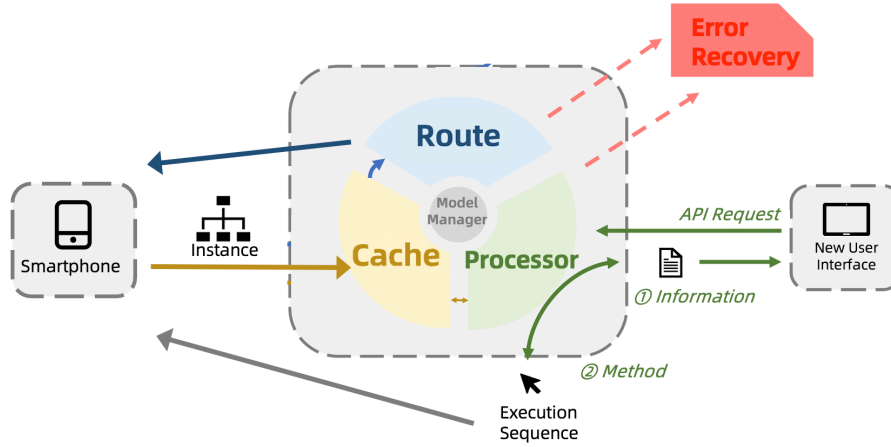 Error
Recovery
Route
Model
Manager
API Request
Instance
Smartphone
Cache
Processor
New User
Interface
① Information
② Method
Execution
Sequence